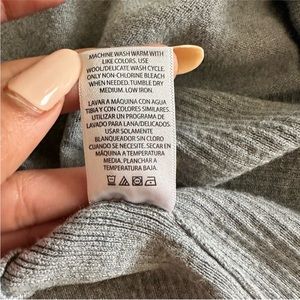 MACHINE WASH WARM WITH
LIKE COLORS, USE
WOOL/DELICATE WASH CYCLE.
ONLY NON-CHLORINE BLEACH
WHEN NEEDED. TUMBLE DRY
MEDIUM. LOW IRON.
LAVAR A MÁQUINA CON AGUA
TIBIA Y CON COLORES SIMILARES.
UTILIZAR UN PROGRAMA DE
LAVADO PARA LANA/DELICADOS.
USAR SOLAMENTE
BLANQUEADOR SIN CLORO
CUANDO SE NECESITE. SECAR EN
MÁQUINA A TEMPERATURA
MEDIA. PLANCHAR A
TEMPERATURA BAJA.